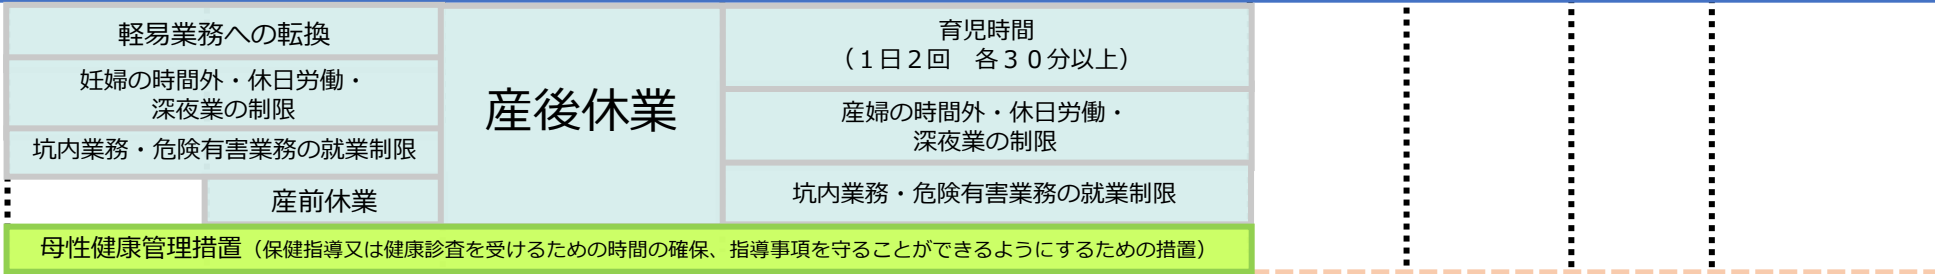 軽易業務への転換
妊婦の時間外・休日労働・
深夜業の制限
坑内業務・危険有害業務の就業制限
産前休業
産後休業
育児時間
（１日２回　各３０分以上）
産婦の時間外・休日労働・
深夜業の制限
坑内業務・危険有害業務の就業制限
母性健康管理措置（保健指導又は健康診査を受けるための時間の確保、指導事項を守ることができるようにするための措置）